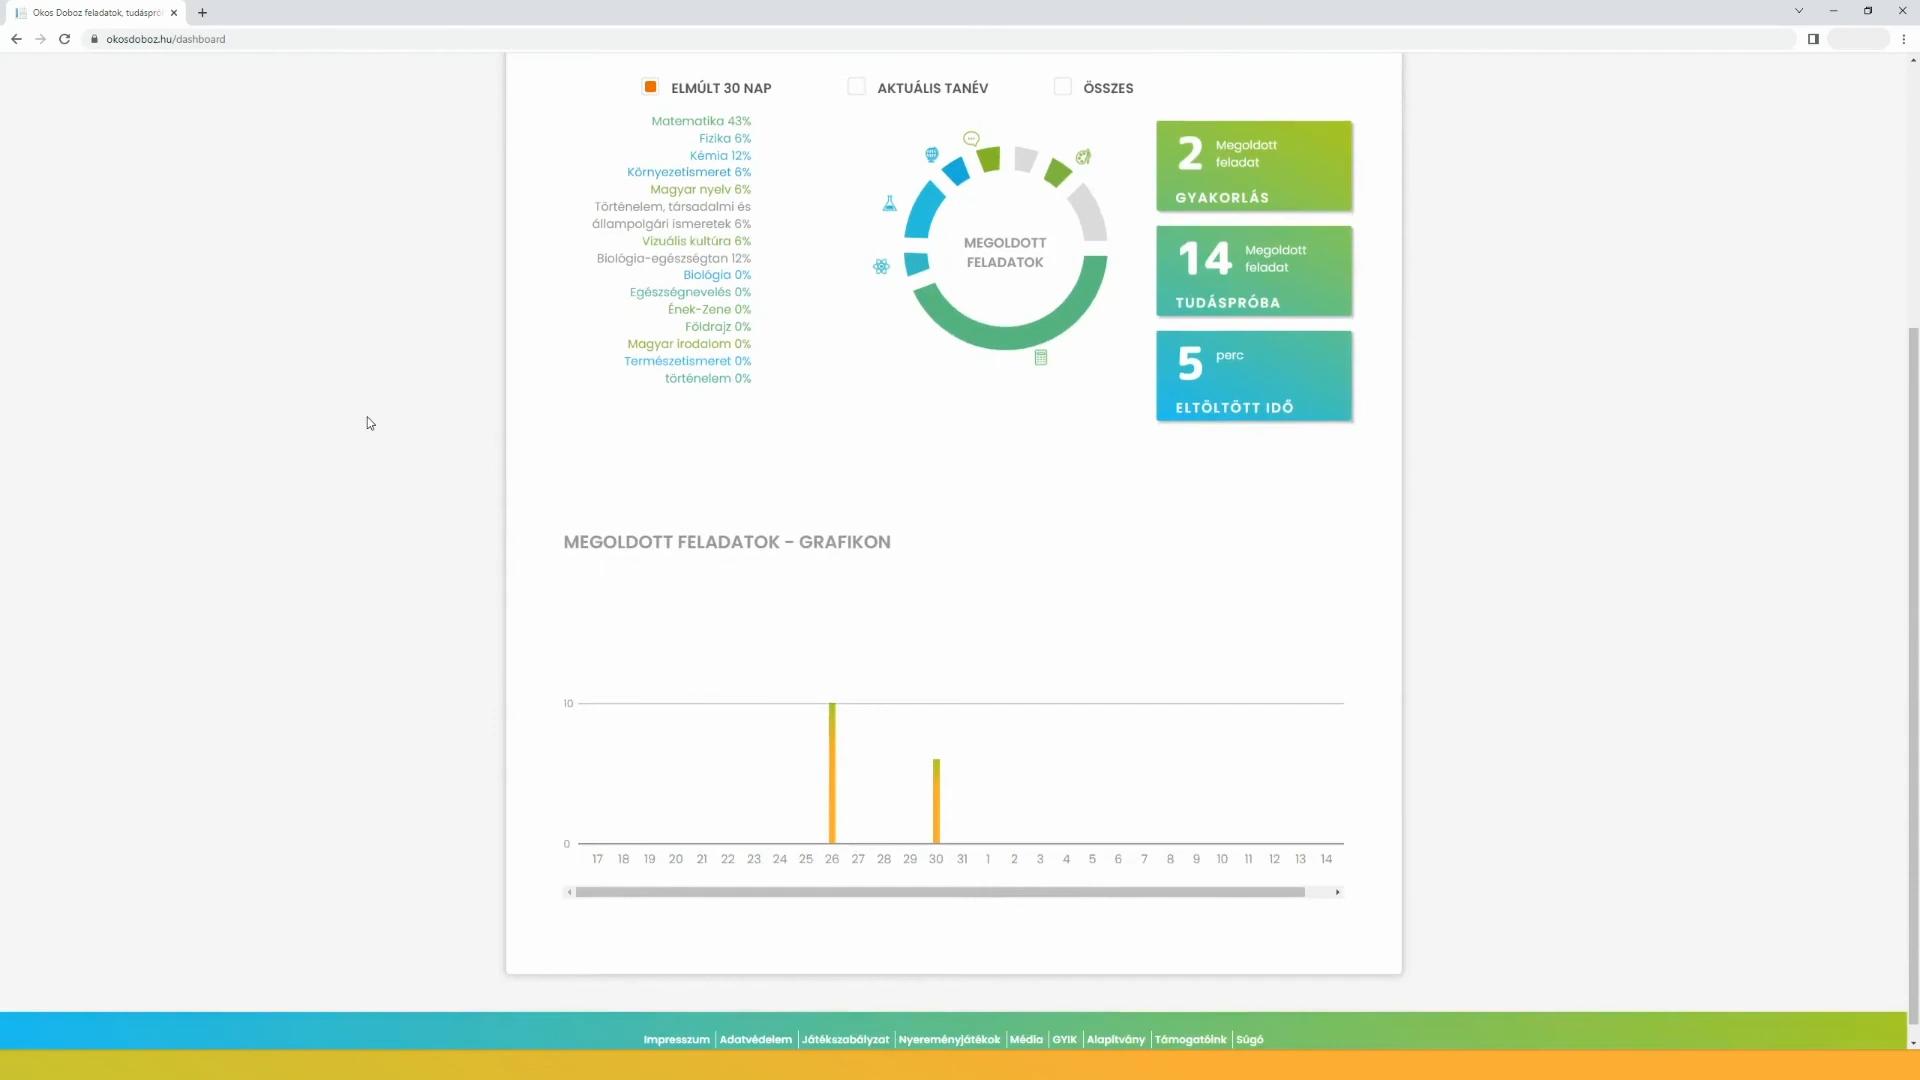 Okos Doboz feladatok, tudáspró
okosdoboz.hu/dashboard
ELMÚLT 30 NAP
AKTUÁLIS TANÉV
ÖSSZES
Matematika 43%
Fizika 6%
Kémia 12%
Környezetismeret 6%
Magyar nyelv 6%
Történelem, társadalmi és
állampolgári ismeretek 6%
Vizuális kultúra 6%
Biológia-egészségtan 12%
Biológia 0%
Egészségnevelés 0%
Ének-Zene 0%
Földrajz 0%
Magyar irodalom 0%
Természetismeret 0%
történelem 0%
MEGOLDOTT
FELADATOK
2 Megoldott
feladat
GYAKORLÁS
14 Megoldott
feladat
TUDÁSPRÓBA
5 perc
ELTÖLTÖTT IDŐ
MEGOLDOTT FELADATOK - GRAFIKON
10
0
17 18 19 20 21 22 23 24 25 26 27 28 29 30 31 1 2 3 4 5 6 7 8 9 10 11 12 13 14
Impresszum | Adatvédelem | Játékszabályzat | Nyereményjátékok | Média | GYIK | Alapítvány | Támogatóink | Súgó